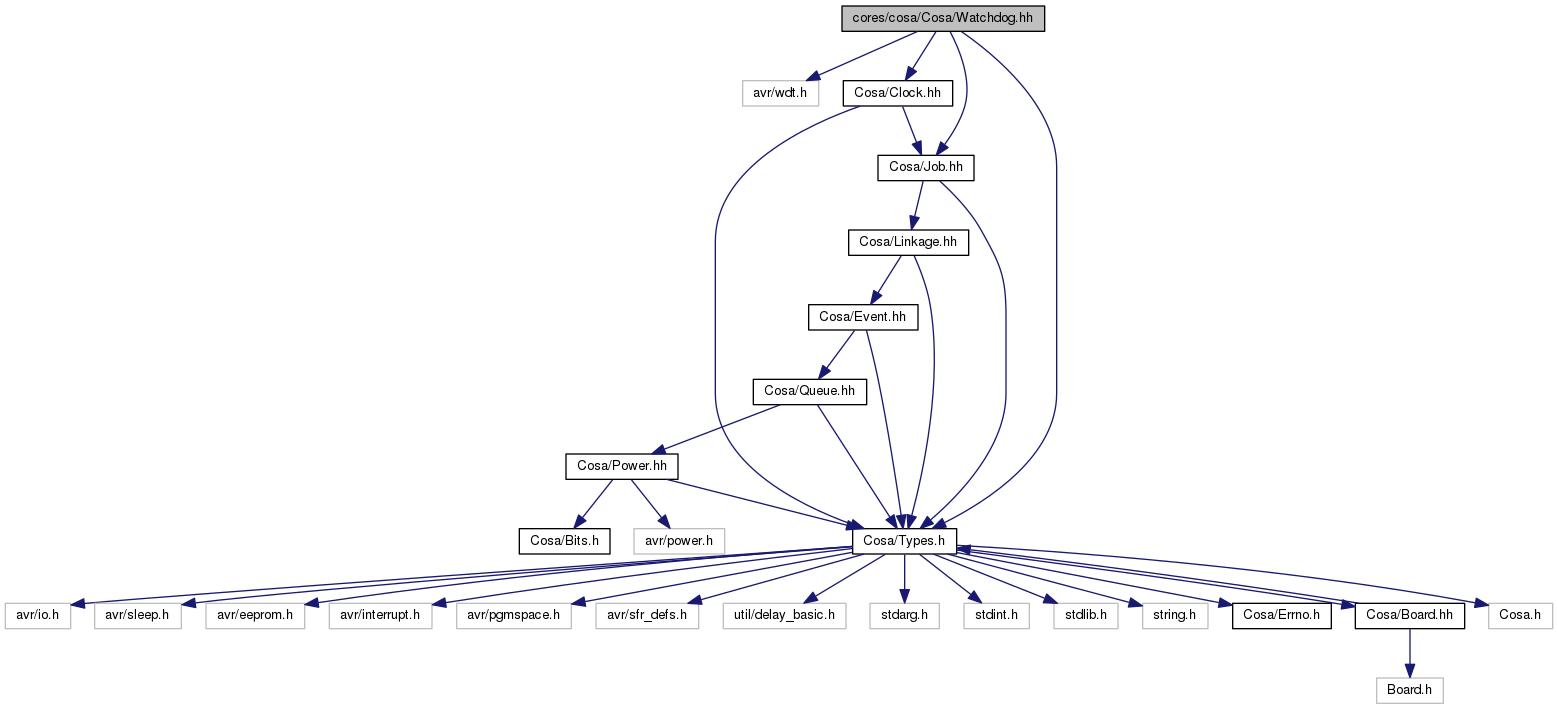 cores/cosa/Cosa/Watchdog.hh
avr/wdt.h
Cosa/Clock.hh
Cosa/Job.hh
Cosa/Linkage.hh
Cosa/Event.hh
Cosa/Queue.hh
Cosa/Power.hh
Cosa/Bits.h
avr/power.h
Cosa/Types.h
avr/io.h
avr/sleep.h
avr/eeprom.h
avr/interrupt.h
avr/pgmspace.h
avr/sfr_defs.h
util/delay_basic.h
stdarg.h
stdint.h
stdlib.h
string.h
Cosa/Errno.h
Cosa/Board.hh
Cosa.h
Board.h